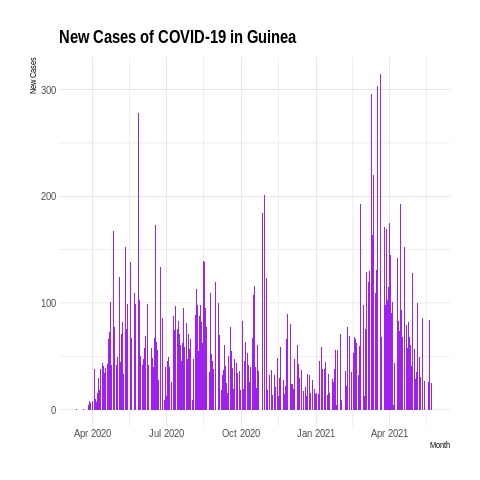 New Cases of COVID-19 in Guinea
New Cases
300
200
100
0
Apr 2020 Jul 2020 Oct 2020 Jan 2021 Apr 2021
Month